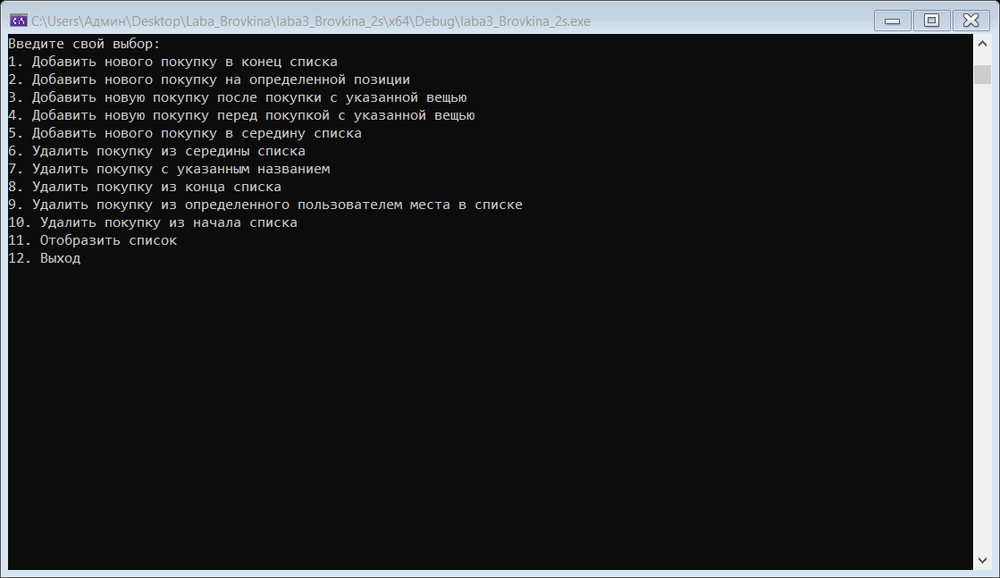 C:\Users\Админ\Desktop\Laba_Brovkina\laba3_Brovkina_2s\x64\Debug\laba3_Brovkina_2s.exe
Введите свой выбор:
1. Добавить нового покупку в конец списка
2. Добавить нового покупку на определенной позиции
3. Добавить новую покупку после покупки с указанной вещью
4. Добавить новую покупку перед покупкой с указанной вещью
5. Добавить нового покупку в середину списка
6. Удалить покупку из середины списка
7. Удалить покупку с указанным названием
8. Удалить покупку из конца списка
9. Удалить покупку из определенного пользователем места в списке
10. Удалить покупку из начала списка
11. Отобразить список
12. Выход